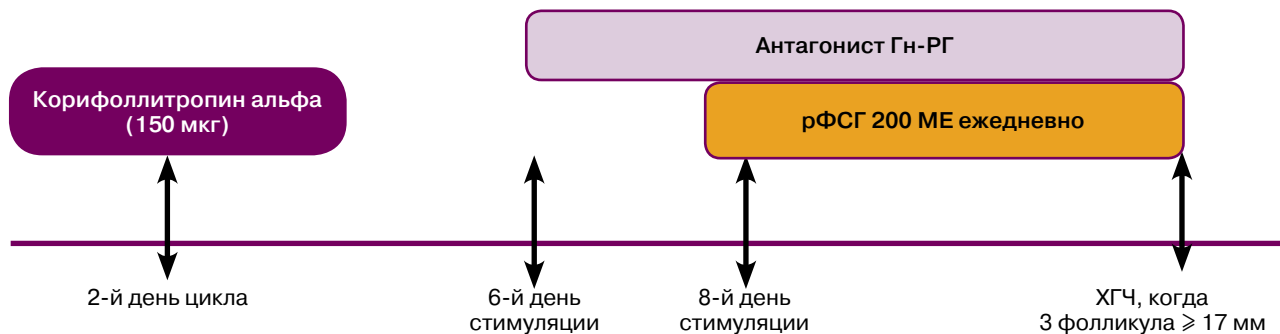 Антагонист Гн-РГ
Корифоллитропин альфа
(150 мкг)
рФСГ 200 МЕ ежедневно
2-й день цикла
6-й день
стимуляции
8-й день
стимуляции
ХГЧ, когда
3 фолликула ⩾ 17 мм